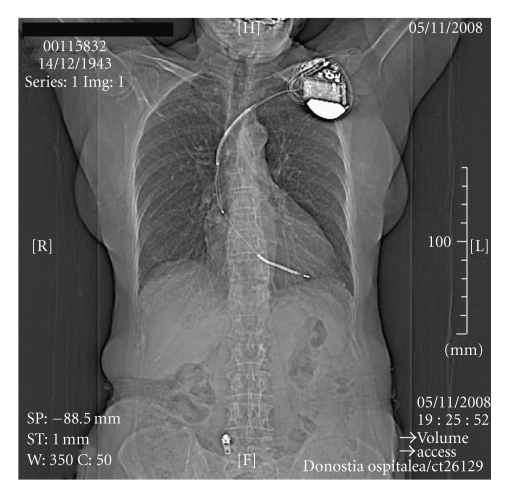 [H]
05/11/2008
00115832
14/12/1943
Series: 1 Img: 1
[R]
100
[L]
(mm)
SP: −88.5 mm
ST: 1 mm
W: 350 C: 50
[F]
05/11/2008
19 : 25 : 52
→Volume
→access
Donostia ospitalea/ct26129